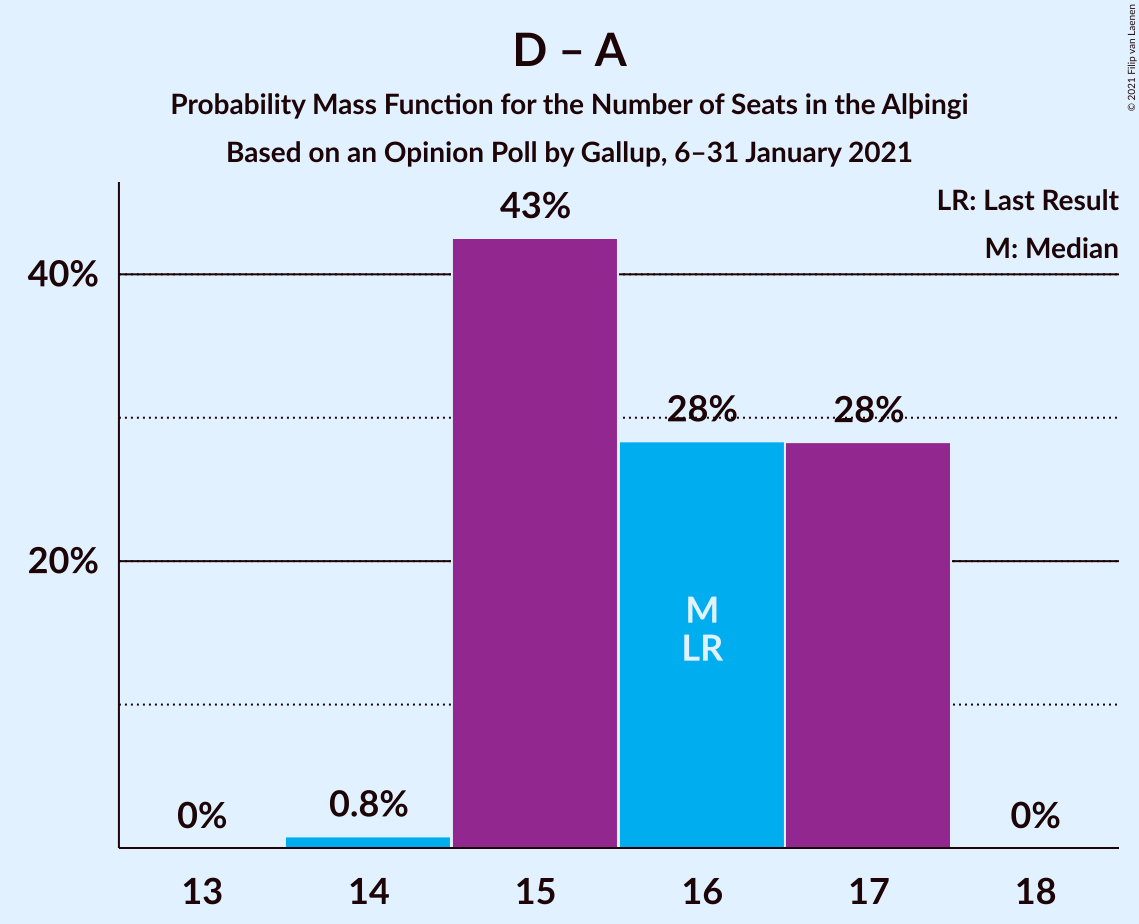 D – A
Probability Mass Function for the Number of Seats in the Alþingi
Based on an Opinion Poll by Gallup, 6–31 January 2021
© 2021 Filip van Laenen
LR: Last Result
M: Median
43%
40%
28%
28%
20%
M
LR
0%
0.8%
0%
13
14
15
16
17
18